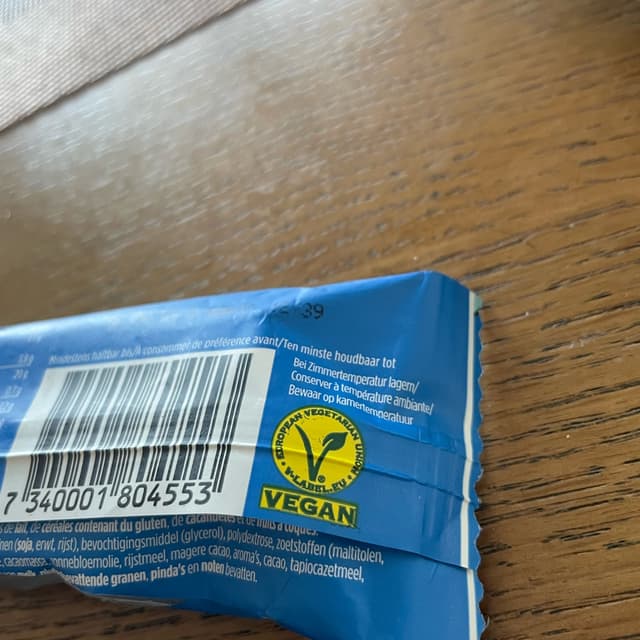 39
Mindestens haltbar bis/À consommer de préférence avant/Ten minste houdbaar tot
Bei Zimmertemperatur lagern/
Conserver à température ambiante/
Bewaar op kamertemperatuur
EUROPEAN VEGETARIAN UNION
V-LABEL.EU
VEGAN
7 340001 804553
de lait, de céréales contenant du gluten, de cacahuètes et de fruits à coques.
(soja, erwt, rijst), bevochtigingsmiddel (glycerol), polydextrose, zoetstoffen (maltitolen,
cacaomassa, zonnebloemolie, rijstmeel, magere cacao, aroma's, cacao, tapiocazetmeel,
granen, pinda's en noten bevatten.